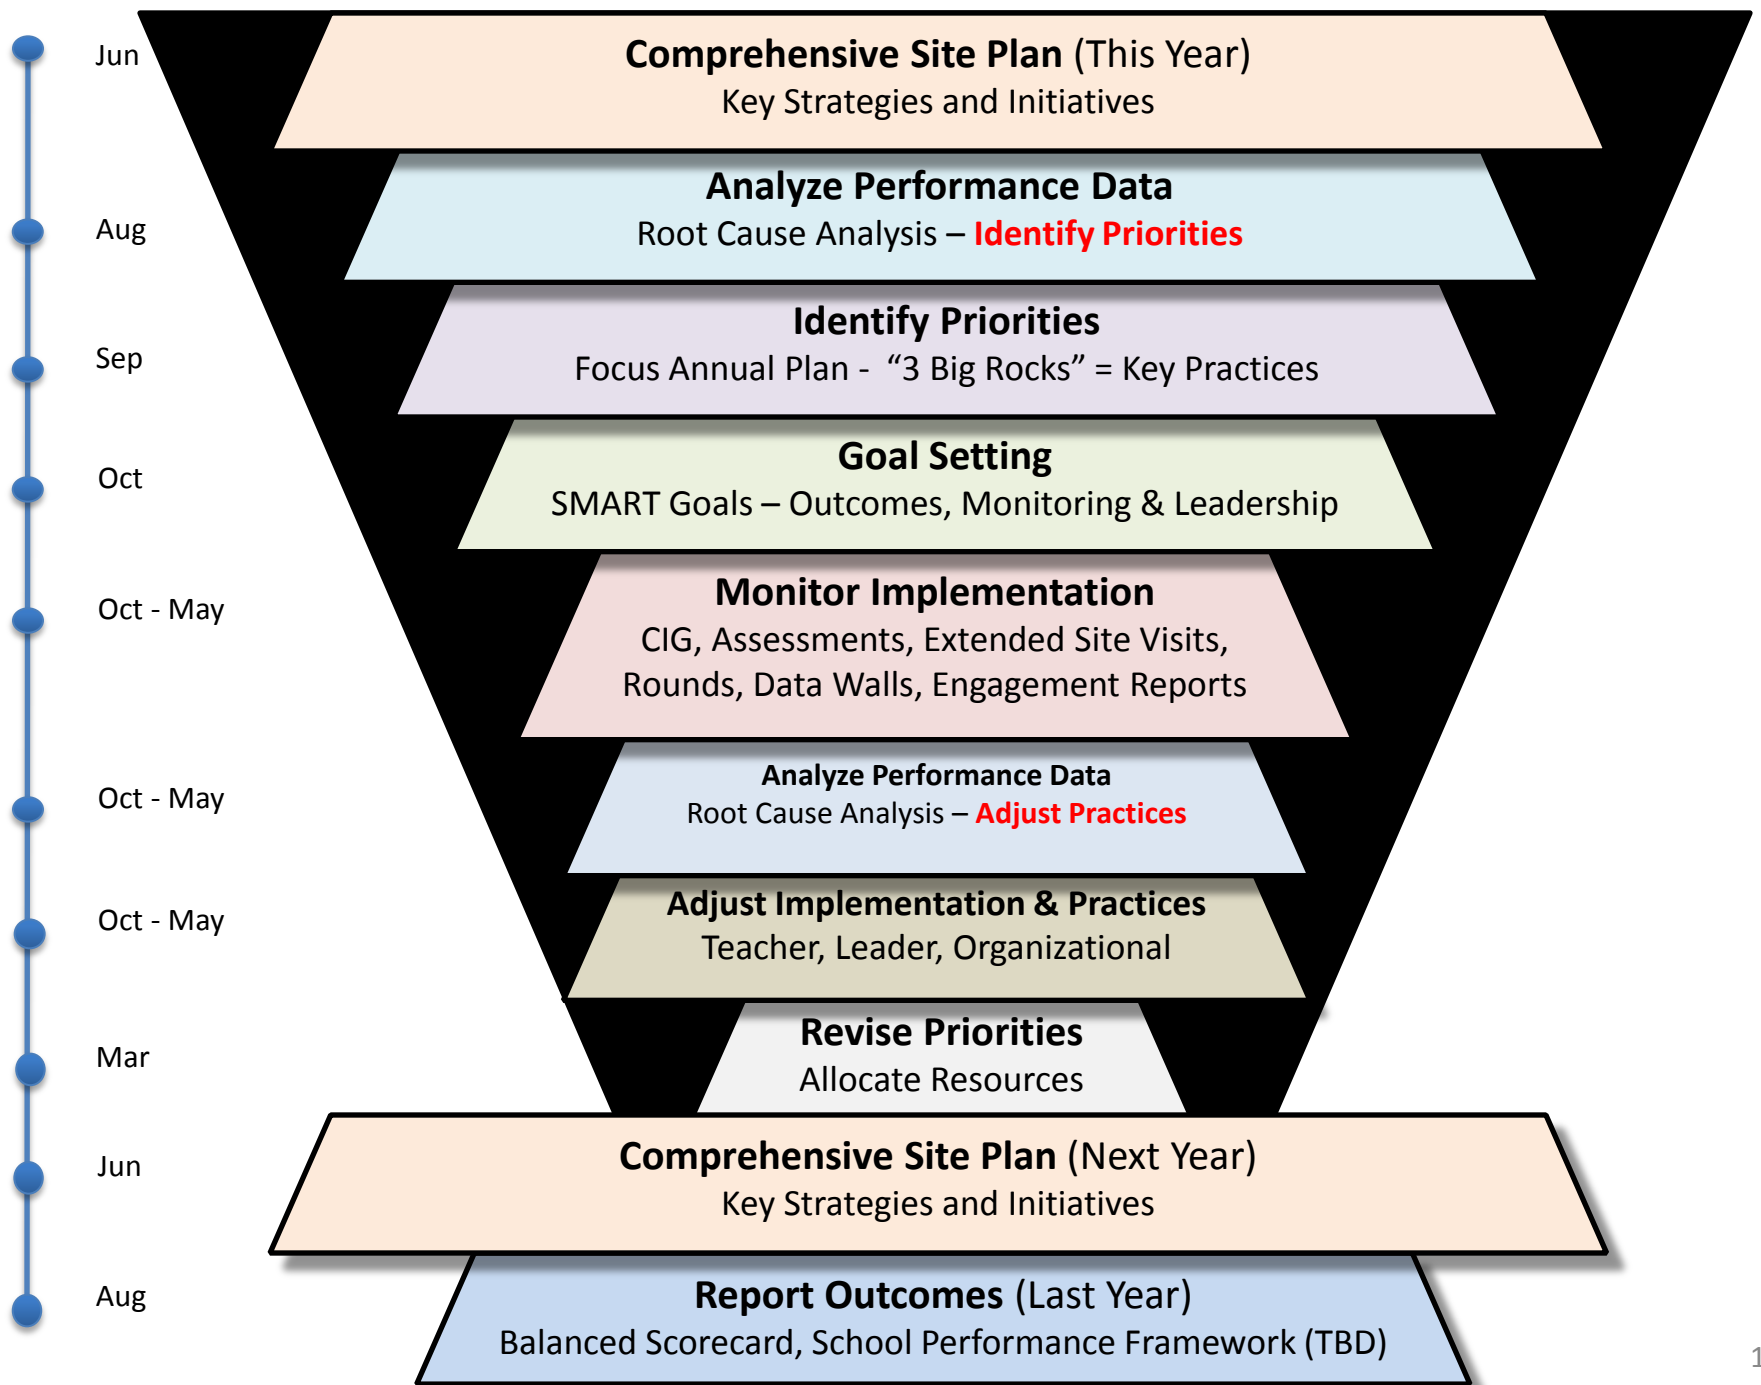 Jun
Comprehensive Site Plan (This Year)
Key Strategies and Initiatives
Aug
Analyze Performance Data
Root Cause Analysis – Identify Priorities
Sep
Identify Priorities
Focus Annual Plan - “3 Big Rocks” = Key Practices
Oct
Goal Setting
SMART Goals – Outcomes, Monitoring & Leadership
Oct - May
Monitor Implementation
CIG, Assessments, Extended Site Visits,
Rounds, Data Walls, Engagement Reports
Oct - May
Analyze Performance Data
Root Cause Analysis – Adjust Practices
Oct - May
Adjust Implementation & Practices
Teacher, Leader, Organizational
Mar
Revise Priorities
Allocate Resources
Jun
Comprehensive Site Plan (Next Year)
Key Strategies and Initiatives
Aug
Report Outcomes (Last Year)
Balanced Scorecard, School Performance Framework (TBD)
1